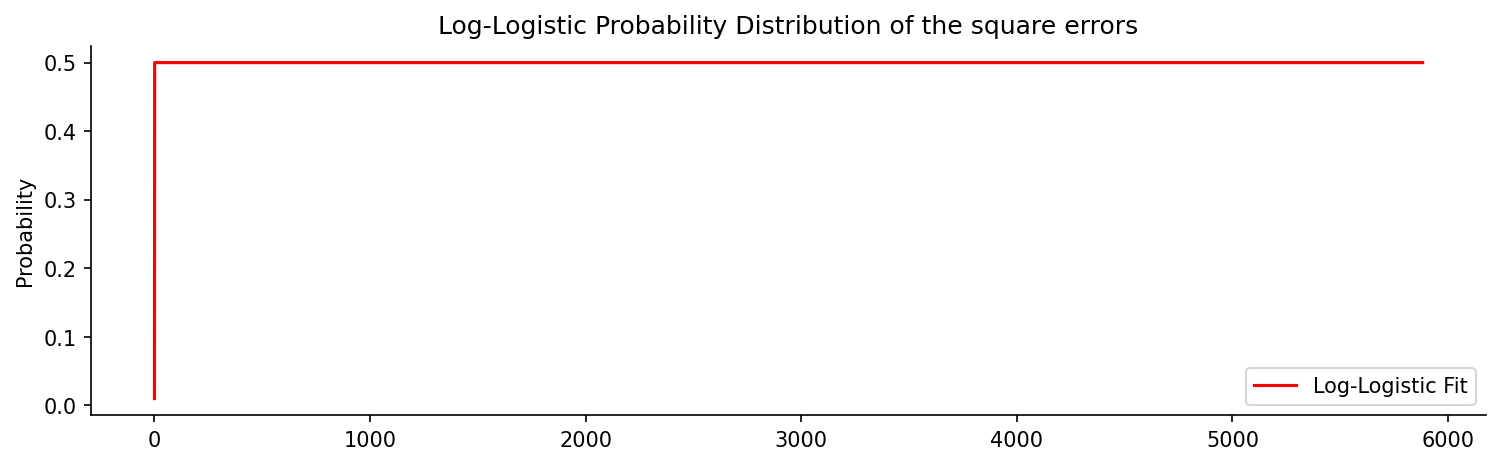 Log-Logistic Probability Distribution of the square errors
0.5
0.4
0.3
0.2
0.1
0.0
Probability
Log-Logistic Fit
0 1000 2000 3000 4000 5000 6000